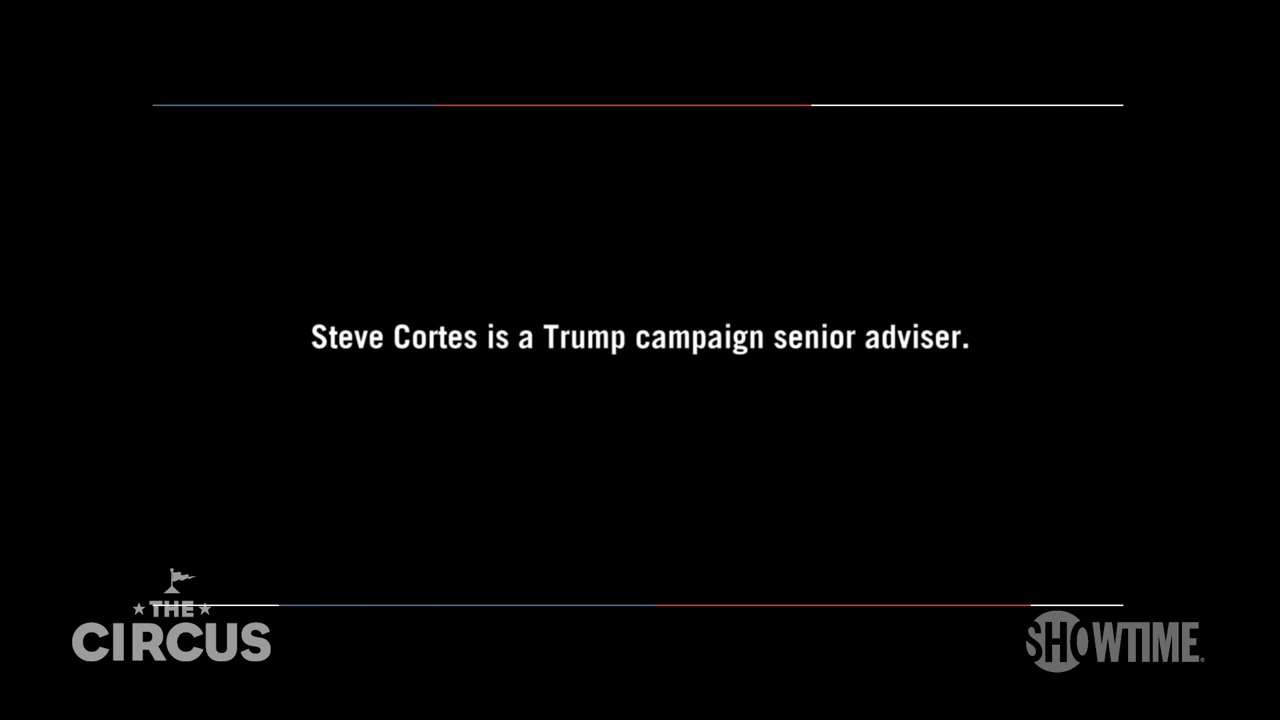 Steve Cortes is a Trump campaign senior adviser.
THE
CIRCUS
SHOWTIME